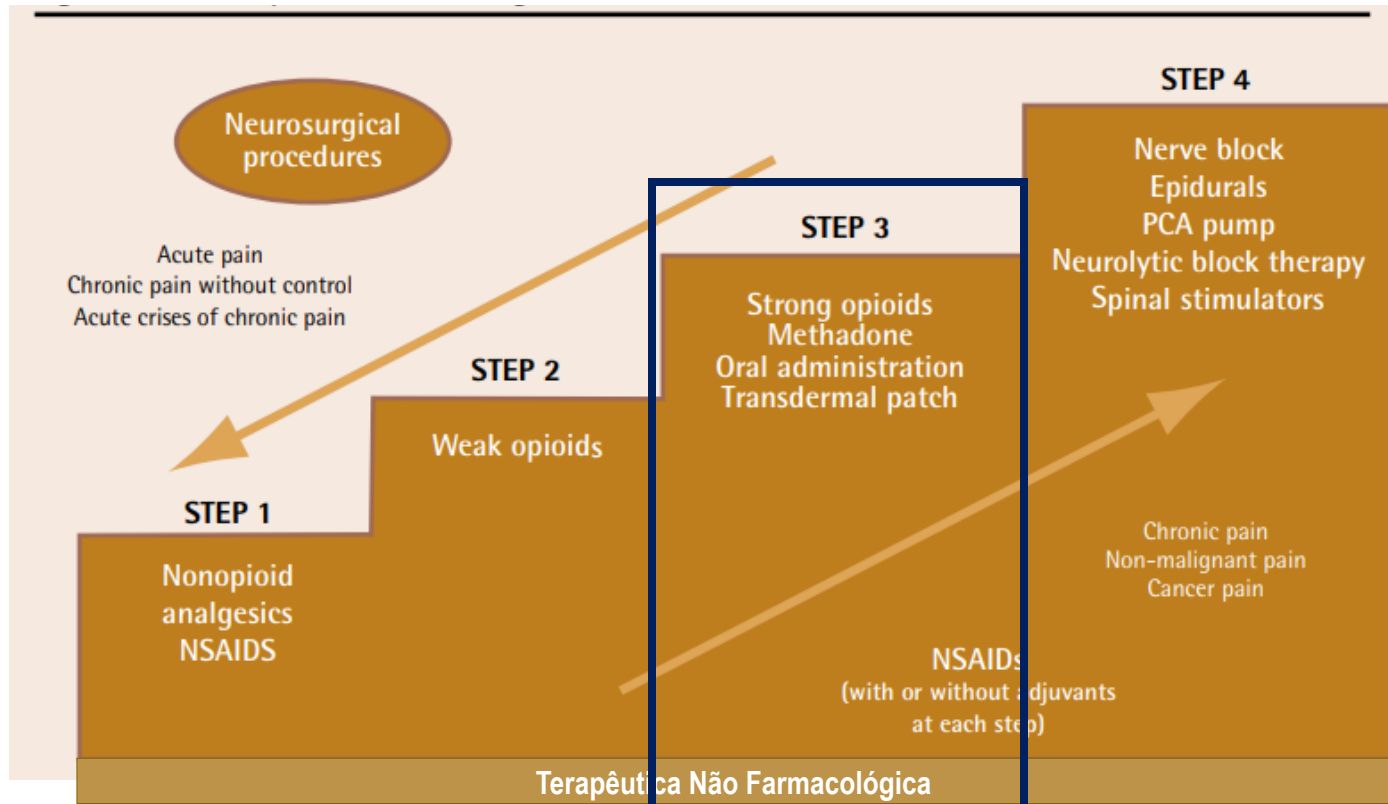 STEP 4
Neurosurgical
procedures
Nerve block
Epidurals
PCA pump
Neurolytic block therapy
Spinal stimulators
STEP 3
Acute pain
Chronic pain without control
Acute crises of chronic pain
Strong opioids
Methadone
Oral administration
Transdermal patch
STEP 2
Weak opioids
STEP 1
Nonopioid
analgesics
NSAIDS
Chronic pain
Non-malignant pain
Cancer pain
NSAIDs
(with or without adjuvants
at each step)
Terapêutica Não Farmacológica